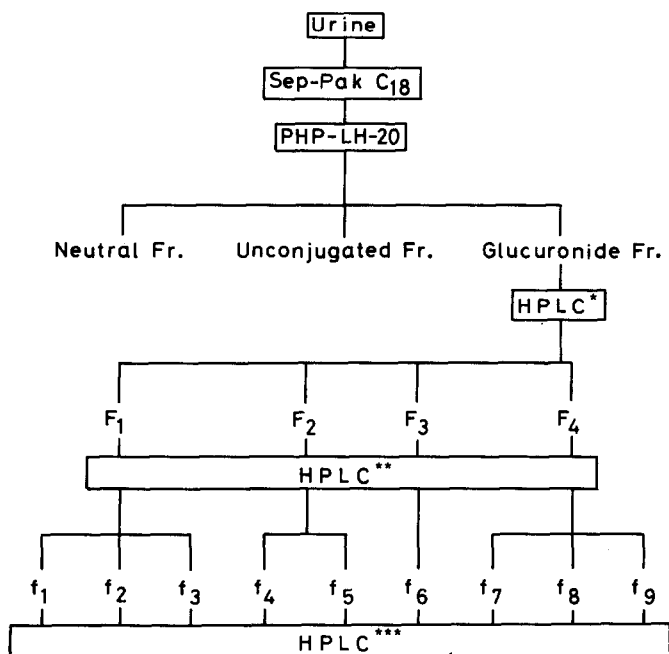 Urine
Sep-Pak C18
PHP-LH-20
Neutral Fr. Unconjugated Fr. Glucuronide Fr.
HPLC*
F1 F2 F3 F4
HPLC**
f1 f2 f3 f4 f5 f6 f7 f8 f9
HPLC***